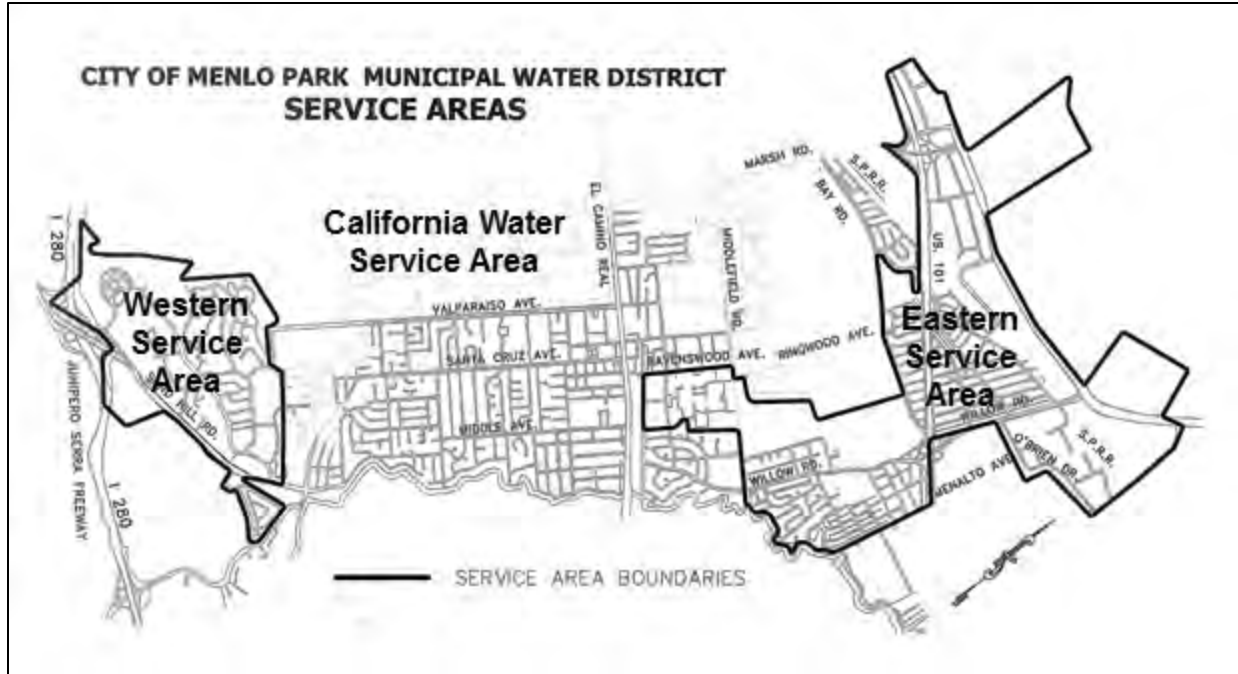 CITY OF MENLO PARK  MUNICIPAL WATER DISTRICT
SERVICE AREAS
MARSH RD.
S.P.R.R.
BAY RD.
EL CAMINO REAL
California Water
Service Area
MIDDLEFIELD RD.
US. 101
I 280
Western
Service
Area
VALPARAISO AVE.
SANTA CRUZ AVE.
RAVENSWOOD AVE.
RINGWOOD AVE.
Eastern
Service
Area
SAND HILL RD.
JUNIPERO SERRA FREEWAY
MIDDLE AVE.
WILLOW RD.
WILLOW RD.
O'BRIEN DR.
S.P.R.R.
MENALTO AVE.
I 280
SERVICE AREA BOUNDARIES